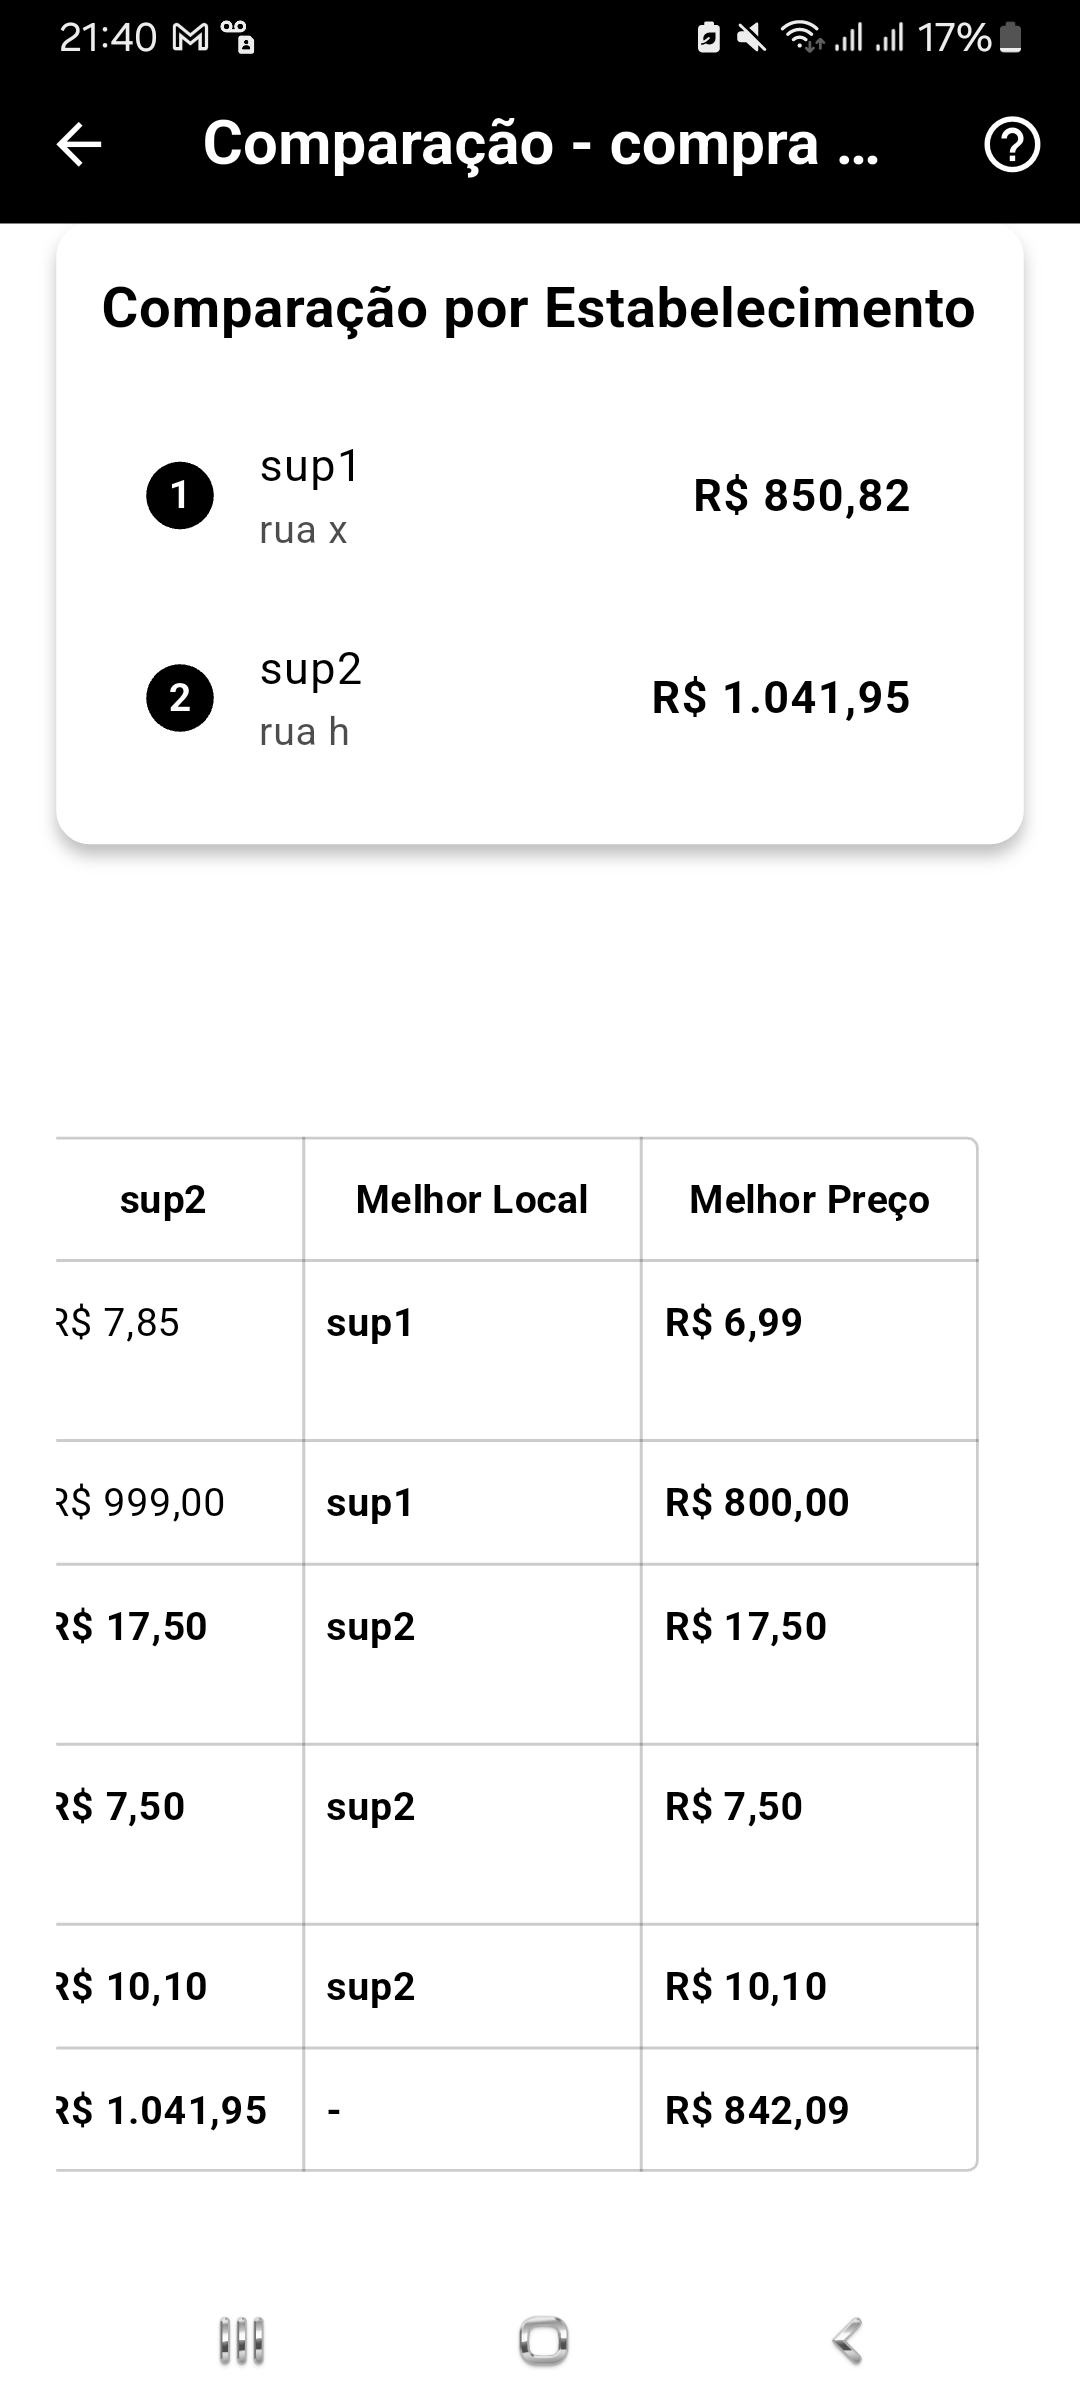 21:40 17%
Comparação - compra ...
Comparação por Estabelecimento
1 sup1 R$ 850,82
rua x
2 sup2 R$ 1.041,95
rua h
sup2 Melhor Local Melhor Preço
R$ 7,85 sup1 R$ 6,99
R$ 999,00 sup1 R$ 800,00
R$ 17,50 sup2 R$ 17,50
R$ 7,50 sup2 R$ 7,50
R$ 10,10 sup2 R$ 10,10
R$ 1.041,95 - R$ 842,09